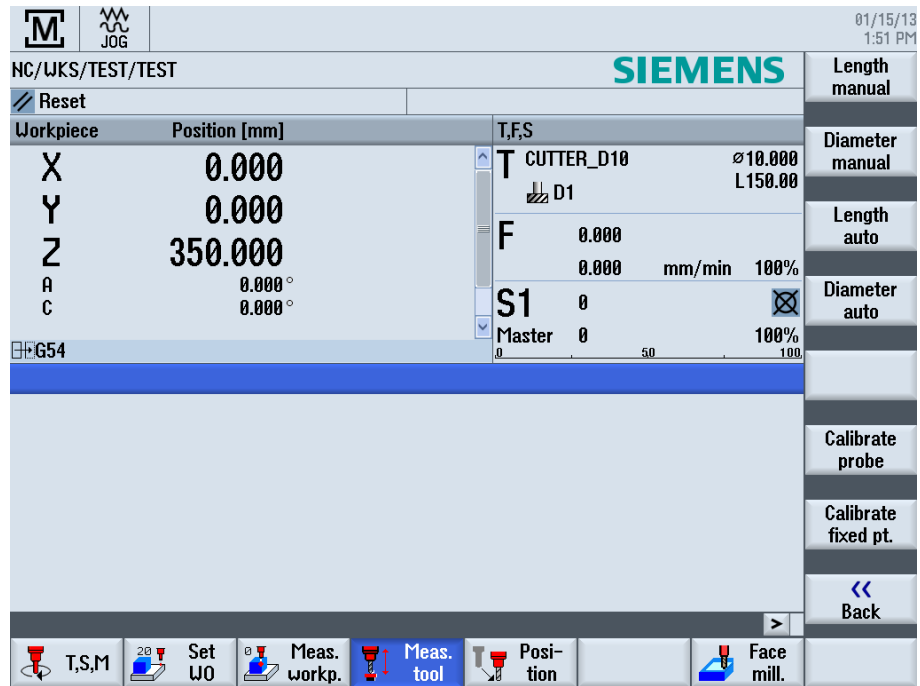 M
JOG
01/15/13
1:51 PM
NC/WKS/TEST/TEST
SIEMENS
Reset
Workpiece Position [mm]
X 0.000
Y 0.000
Z 350.000
A 0.000°
C 0.000°
G54
T,F,S
T CUTTER_D10 ⌀10.000
D1 L150.00
F 0.000
0.000 mm/min 100%
S1 0
Master 0 100%
0 50 100
Length
manual
Diameter
manual
Length
auto
Diameter
auto
Calibrate
probe
Calibrate
fixed pt.
<<
Back
>
T,S,M
20 Set
WO
0 Meas.
workp.
Meas.
tool
T Posi-
tion
Face
mill.